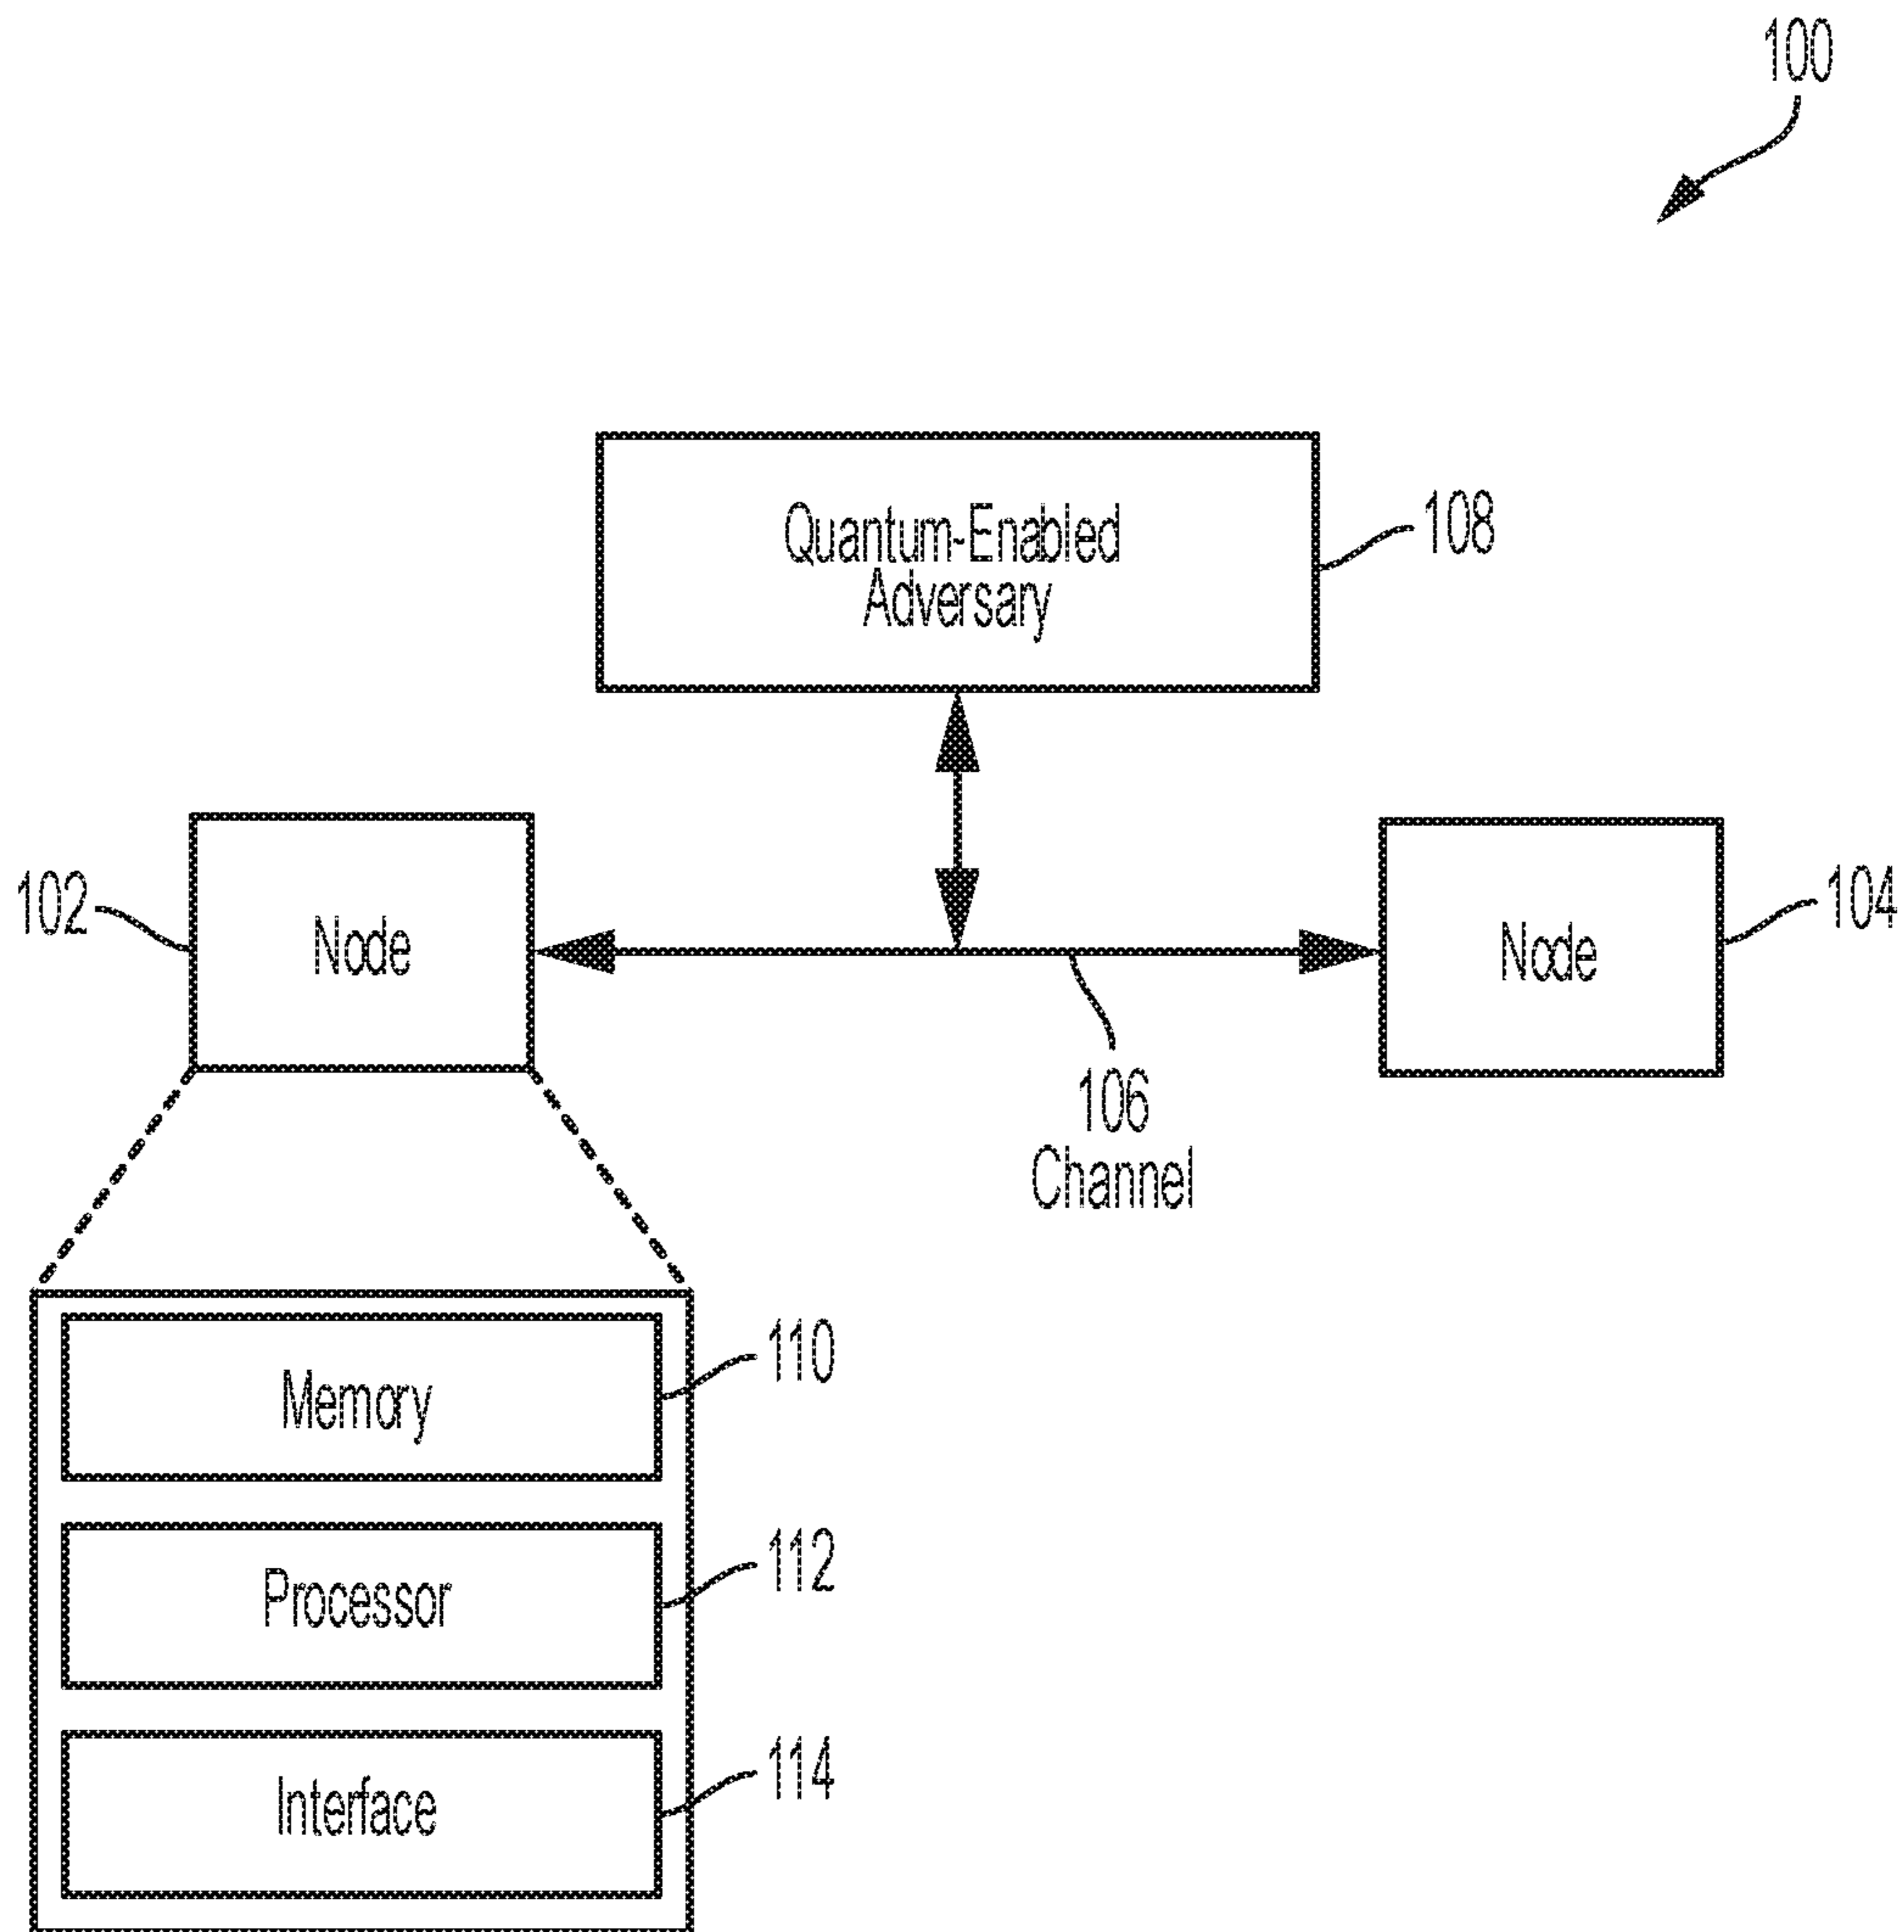 100
Quantum-Enabled
Adversary
108
102
Node
Node
104
106
Channel
Memory
110
Processor
112
Interface
114